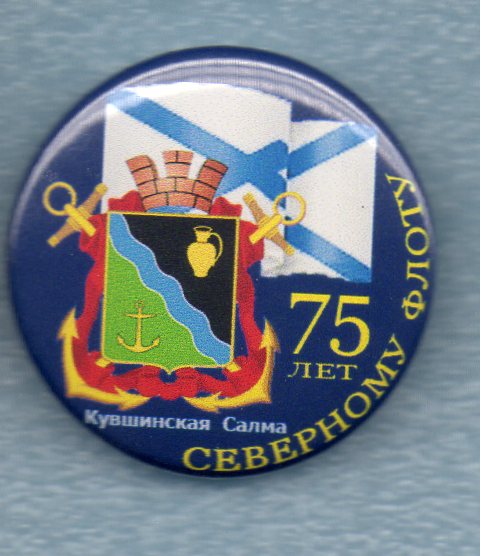 75
ЛЕТ
СЕВЕРНОМУ ФЛОТУ
Кувшинская Салма